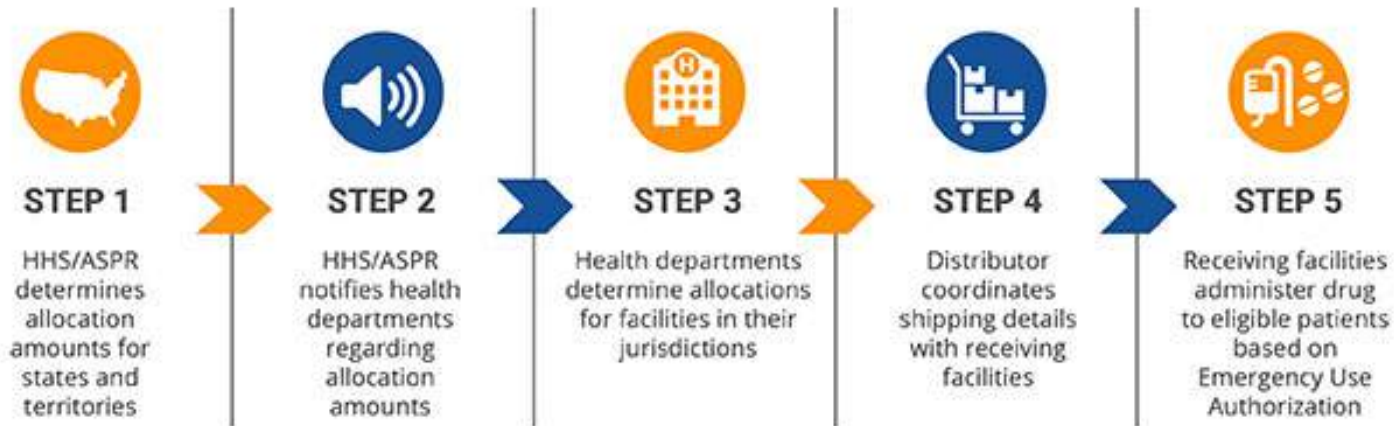 H
STEP 1
HHS/ASPR
determines
allocation
amounts for
states and
territories
STEP 2
HHS/ASPR
notifies health
departments
regarding
allocation
amounts
STEP 3
Health departments
determine allocations
for facilities in their
jurisdictions
STEP 4
Distributor
coordinates
shipping details
with receiving
facilities
STEP 5
Receiving facilities
administer drug
to eligible patients
based on
Emergency Use
Authorization